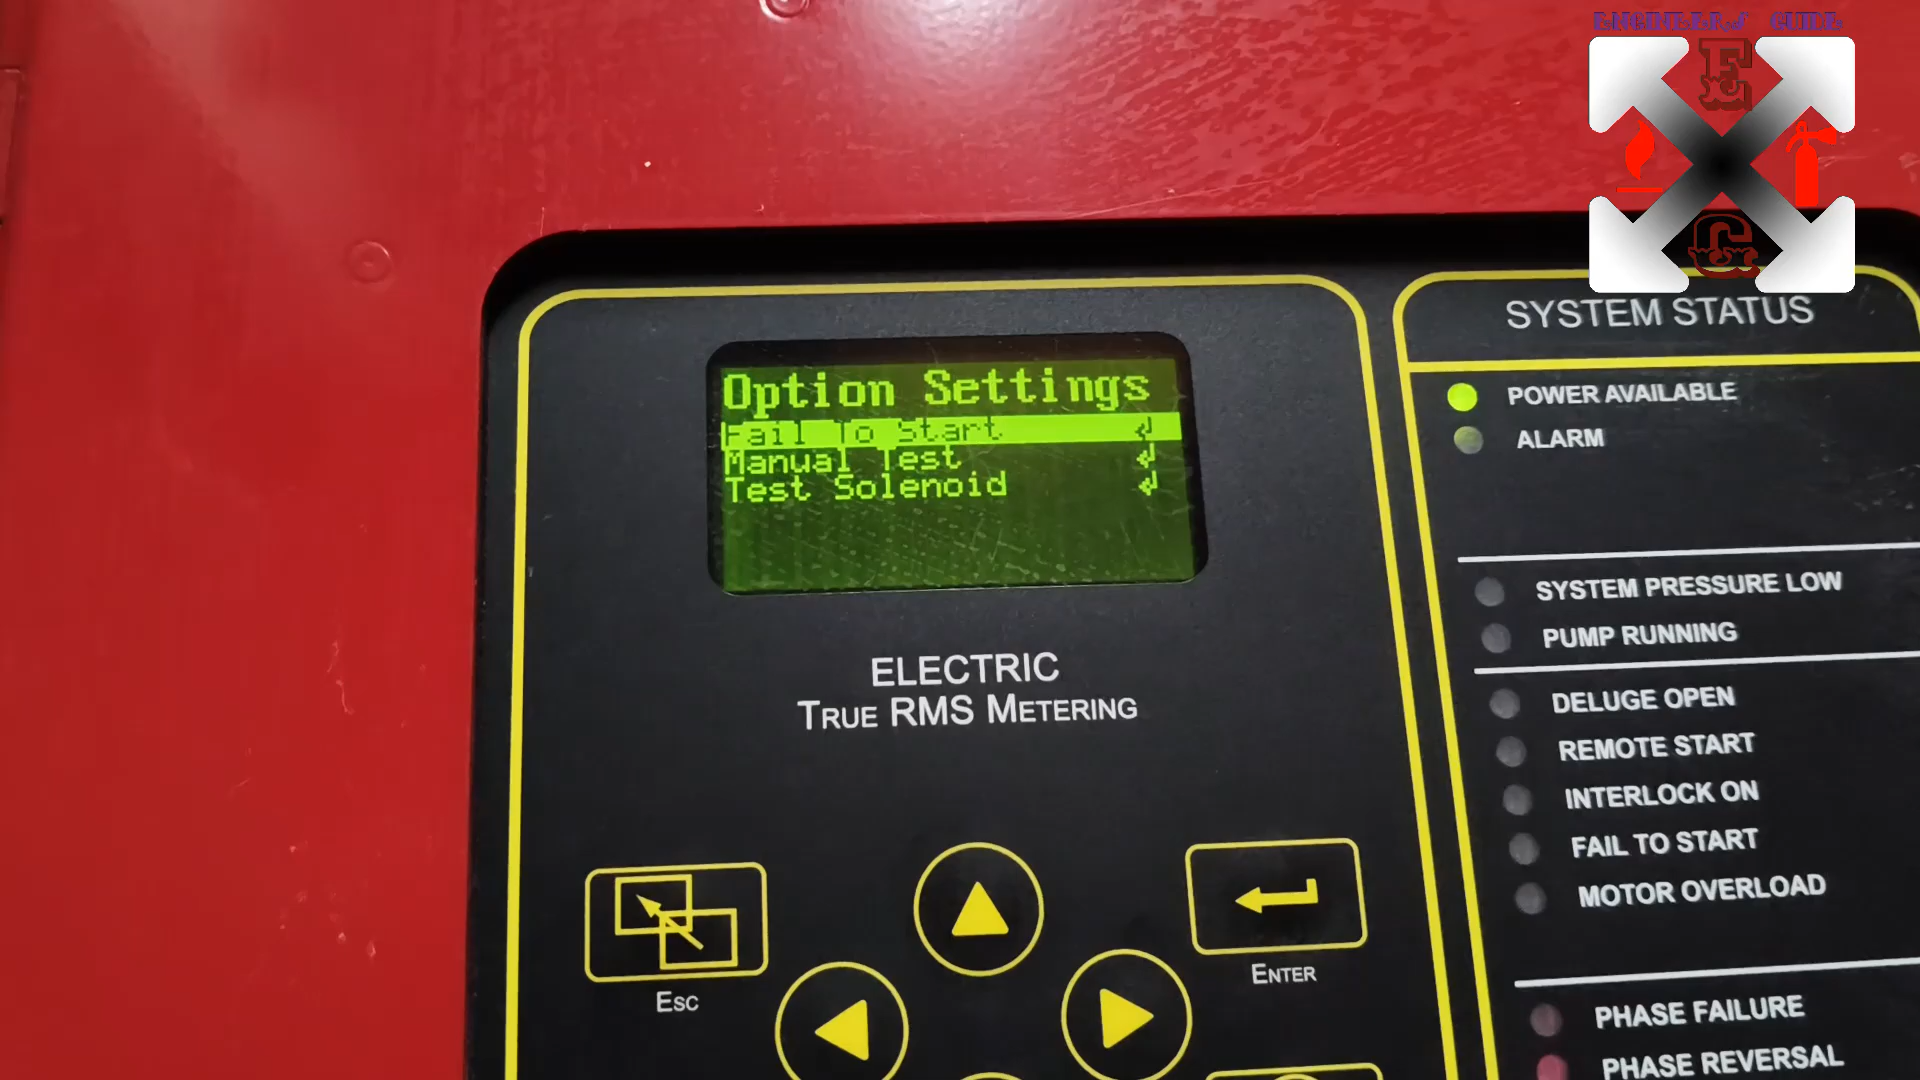 ENGINEERS GUIDE
E
G
Option Settings
Fail To Start
Manual Test
Test Solenoid
ELECTRIC
TRUE RMS METERING
ESC
ENTER
SYSTEM STATUS
POWER AVAILABLE
ALARM
SYSTEM PRESSURE LOW
PUMP RUNNING
DELUGE OPEN
REMOTE START
INTERLOCK ON
FAIL TO START
MOTOR OVERLOAD
PHASE FAILURE
PHASE REVERSAL